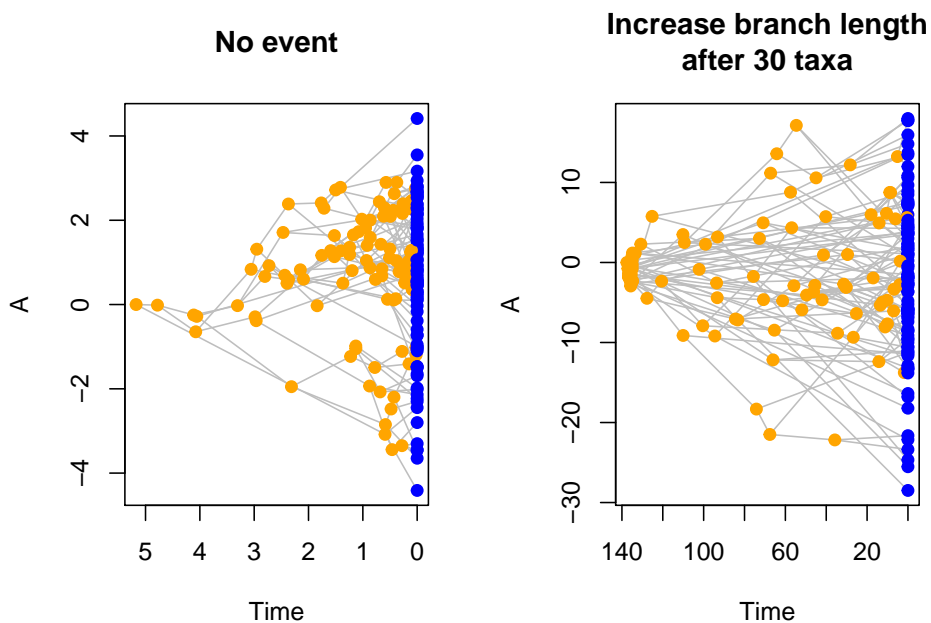 No event
A
4
2
0
−2
−4
5 4 3 2 1 0
Time
Increase branch length
after 30 taxa
A
10
0
−10
−20
−30
140 100 60 20
Time